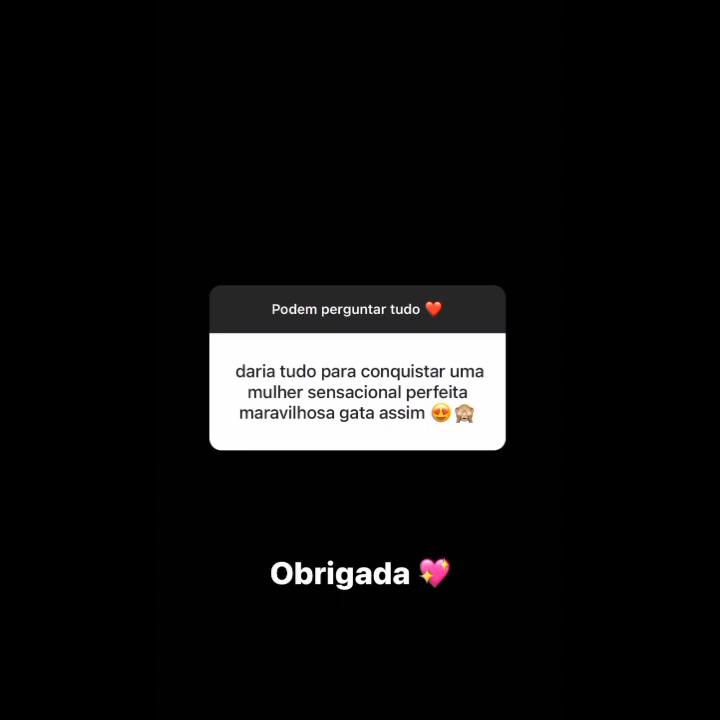 Podem perguntar tudo ❤️
daria tudo para conquistar uma
mulher sensacional perfeita
maravilhosa gata assim 😍🙈
Obrigada 💖